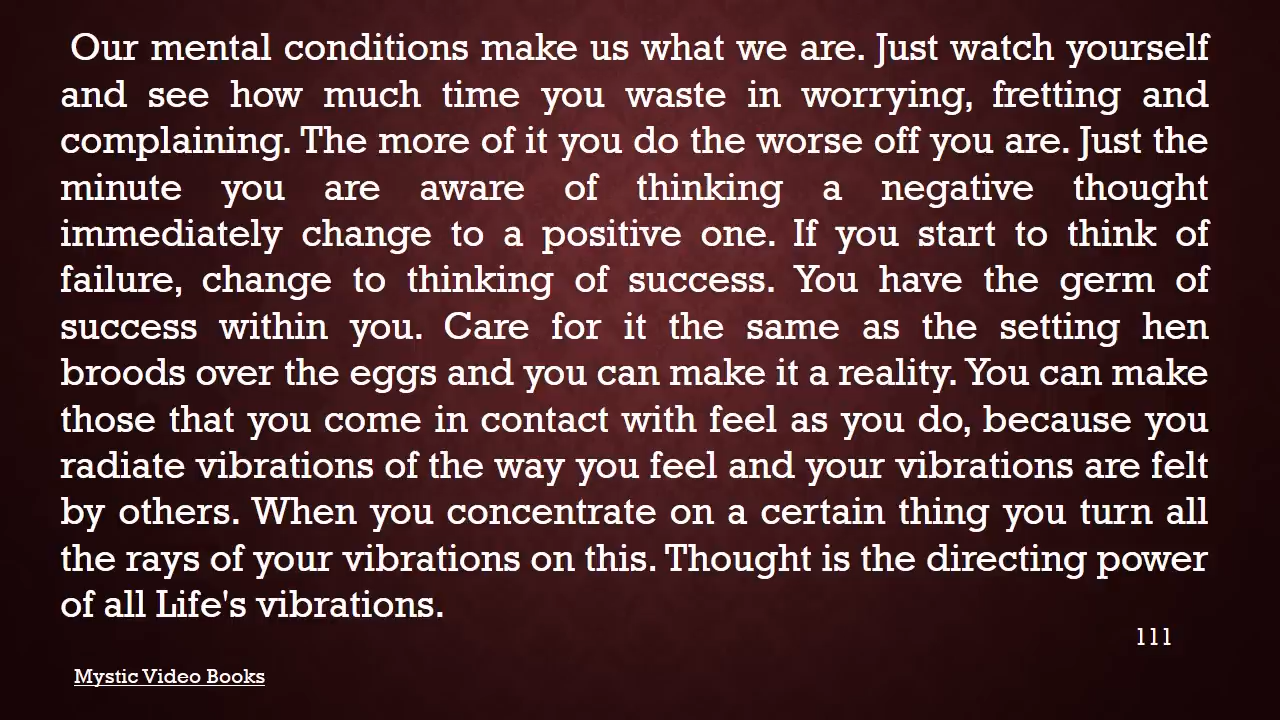 Our mental conditions make us what we are. Just watch yourself
and see how much time you waste in worrying, fretting and
complaining. The more of it you do the worse off you are. Just the
minute you are aware of thinking a negative thought
immediately change to a positive one. If you start to think of
failure, change to thinking of success. You have the germ of
success within you. Care for it the same as the setting hen
broods over the eggs and you can make it a reality. You can make
those that you come in contact with feel as you do, because you
radiate vibrations of the way you feel and your vibrations are felt
by others. When you concentrate on a certain thing you turn all
the rays of your vibrations on this. Thought is the directing power
of all Life's vibrations.
111
Mystic Video Books